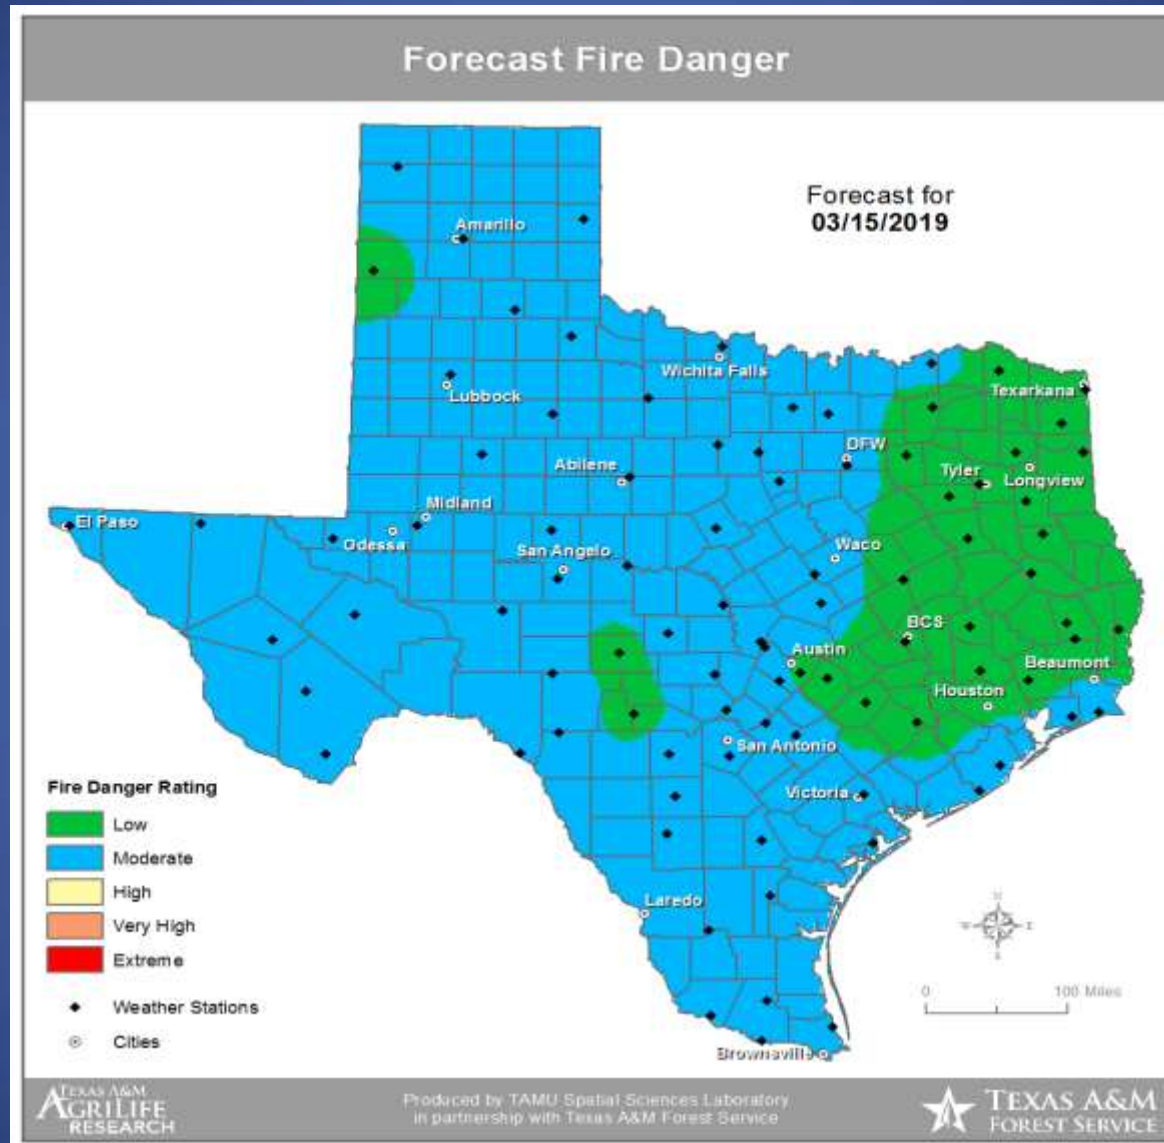 Forecast Fire Danger
Forecast for
03/15/2019
Amarillo
Wichita Falls
Lubbock
Texarkana
DFW
Abilene
Tyler
Longview
Midland
El Paso
Odessa
Waco
San Angelo
BCS
Austin
Beaumont
Houston
San Antonio
Victoria
Laredo
Brownsville
Fire Danger Rating
Low
Moderate
High
Very High
Extreme
Weather Stations
Cities
N
W
E
S
0
100 Miles
TEXAS A&M
AGRILIFE
RESEARCH
Produced by TAMU Spatial Sciences Laboratory
in partnership with Texas A&M Forest Service
TEXAS A&M
FOREST SERVICE